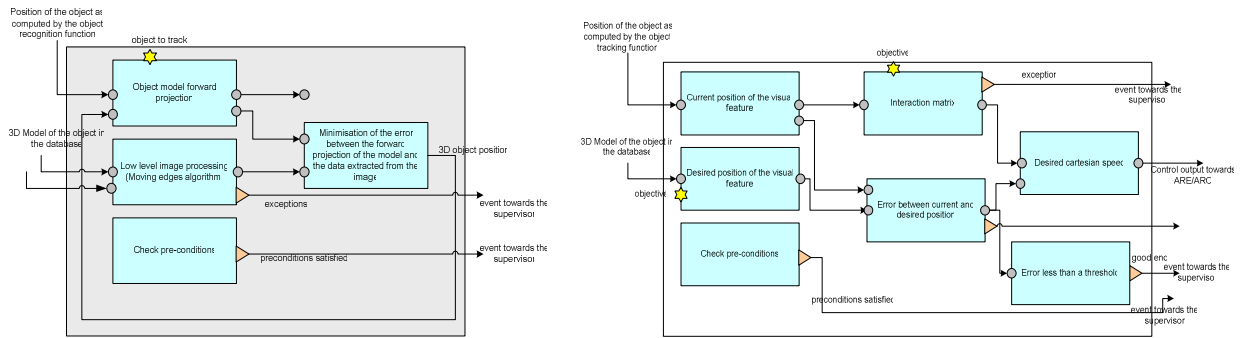 Position of the object as
computed by the object
recognition function
object to track
Object model forward
projection
3D Model of the object in
the database
Low level image processing
(Moving edges algorithm
Minimisation of the error
between the forward
projection of the model and
the data extracted from the
image
3D object position
exceptions
event towards the
supervisor
Check pre-conditions
preconditions satisfied
event towards the
supervisor
Position of the object as
computed by the object
tracking function
objective
Current position of the visual
feature
Interaction matrix
exception
event towards the
superviso
3D Model of the object in
the database
objective
Desired position of the visual
feature
Desired cartesian speed
Control output towards
ARE/ARC
Error between current and
desired position
Check pre-conditions
preconditions satisfied
Error less than a threshold
good end
event towards the
superviso
event towards the
supervisor